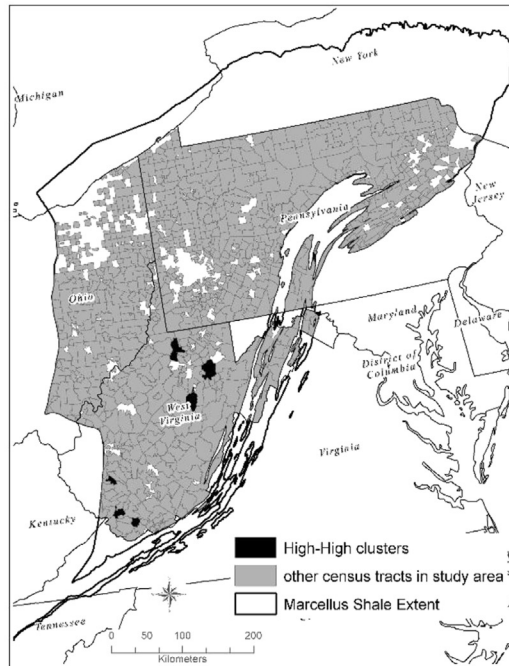 New York
Michigan
New
Jersey
Pennsylvania
Ohio
Maryland
Delaware
District of
Columbia
West
Virginia
Virginia
Kentucky
High-High clusters
other census tracts in study area
Marcellus Shale Extent
Tennessee
0 50 100 200
Kilometers